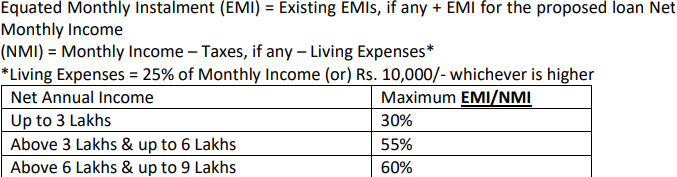 Equated Monthly Instalment (EMI) = Existing EMIs, if any + EMI for the proposed loan Net
Monthly Income
(NMI) = Monthly Income – Taxes, if any – Living Expenses*
*Living Expenses = 25% of Monthly Income (or) Rs. 10,000/- whichever is higher
Net Annual Income Maximum EMI/NMI
Up to 3 Lakhs 30%
Above 3 Lakhs & up to 6 Lakhs 55%
Above 6 Lakhs & up to 9 Lakhs 60%